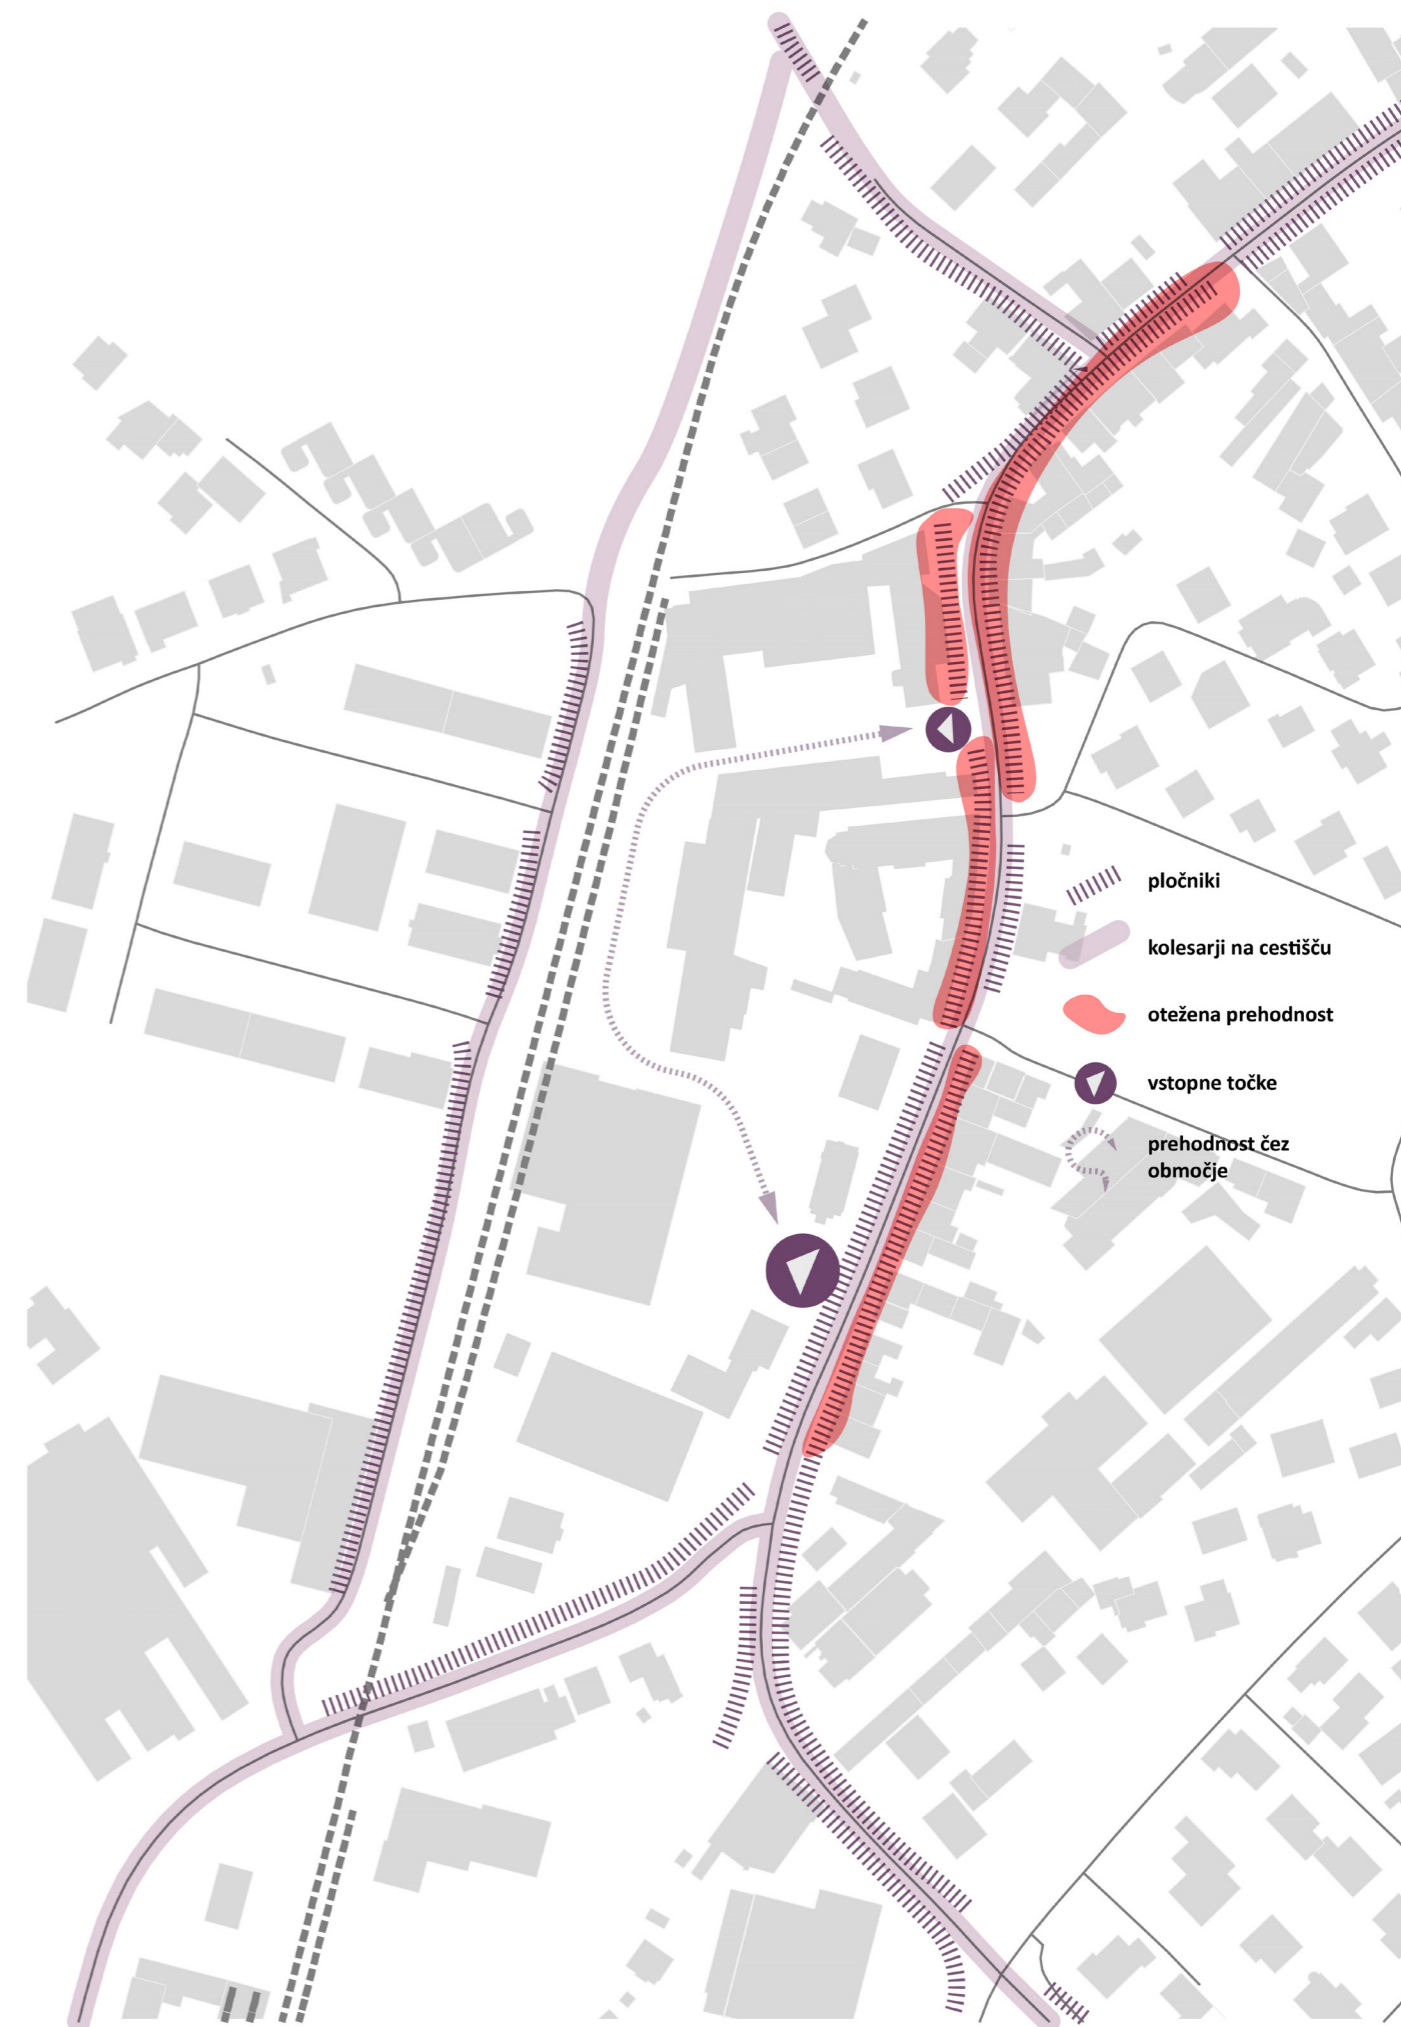 pločniki
kolesarji na cestišču
otežena prehodnost
vstopne točke
prehodnost čez
območje